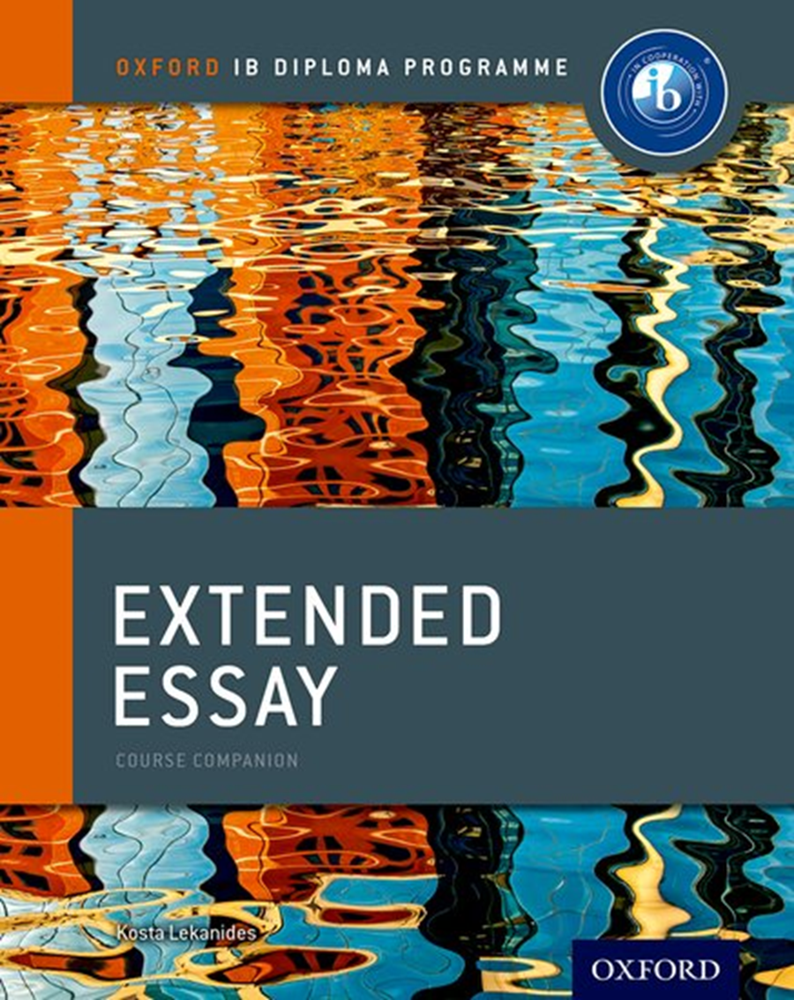 OXFORD IB DIPLOMA PROGRAMME
IN COOPERATION WITH
ib
®
EXTENDED
ESSAY
COURSE COMPANION
Kosta Lekanides
OXFORD